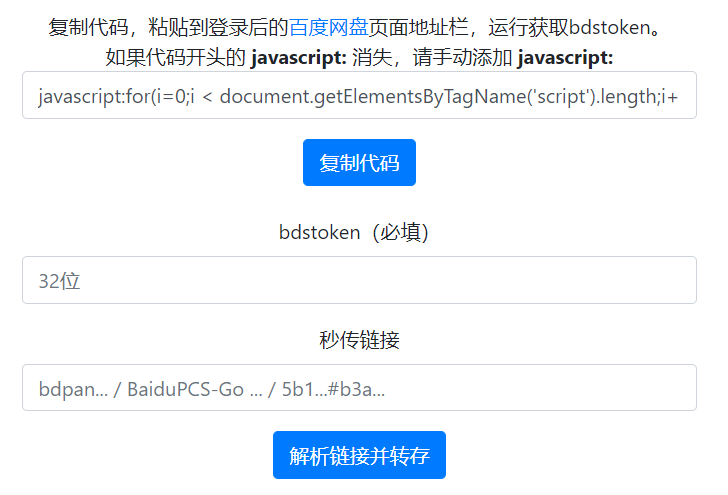 复制代码，粘贴到登录后的百度网盘页面地址栏，运行获取bdstoken。
如果代码开头的 javascript: 消失，请手动添加 javascript:
javascript:for(i=0;i < document.getElementsByTagName('script').length;i+
复制代码
bdstoken（必填）
32位
秒传链接
bdpan... / BaiduPCS-Go ... / 5b1...#b3a...
解析链接并转存